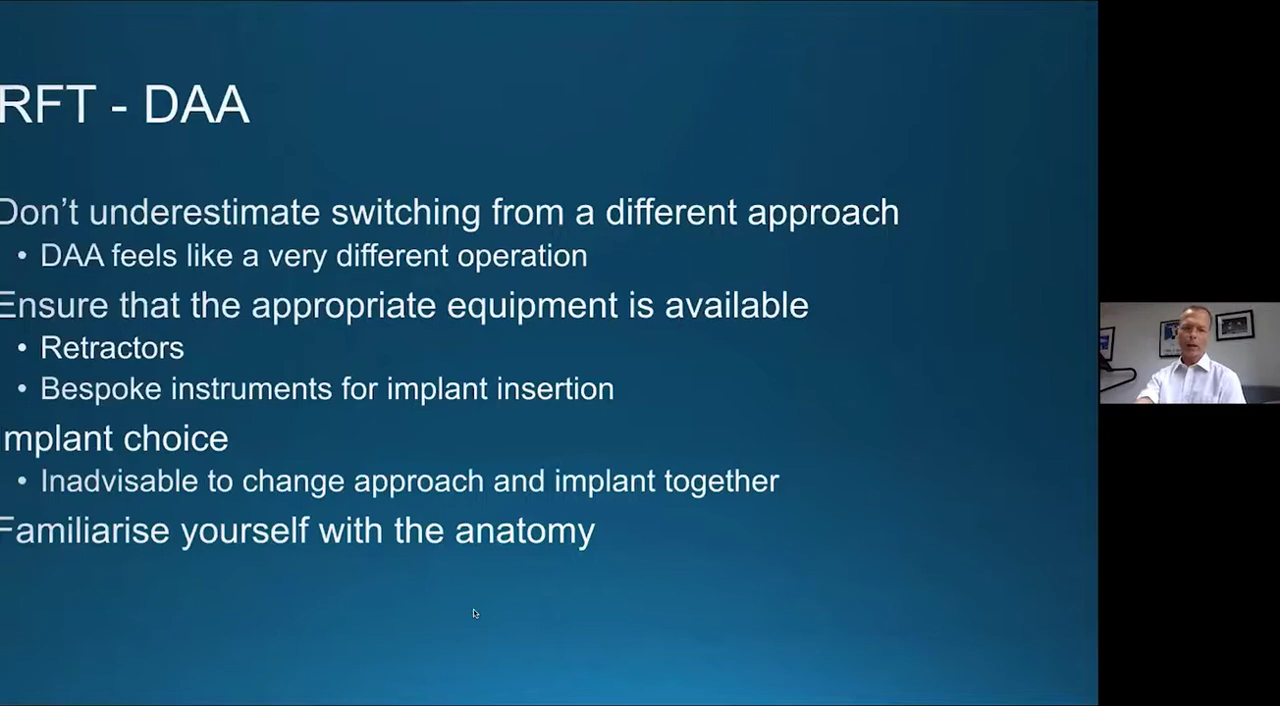 RFT - DAA
Don't underestimate switching from a different approach
• DAA feels like a very different operation
Ensure that the appropriate equipment is available
• Retractors
• Bespoke instruments for implant insertion
Implant choice
• Inadvisable to change approach and implant together
Familiarise yourself with the anatomy